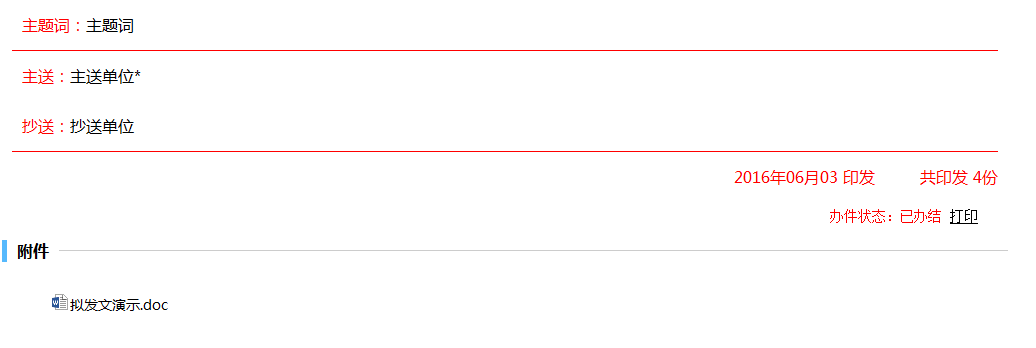 主题词：主题词
主送：主送单位*
抄送：抄送单位
2016年06月03 印发 共印发 4份
办件状态：已办结 打印
附件
拟发文演示.doc